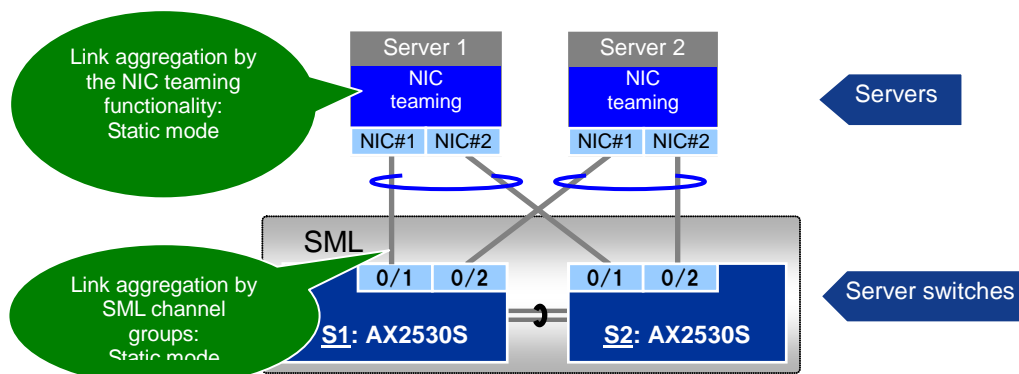 Link aggregation by
the NIC teaming
functionality:
Static mode
Server 1
NIC
teaming
NIC#1
NIC#2
Server 2
NIC
teaming
NIC#1
NIC#2
Servers
SML
Link aggregation by
SML channel
groups:
Static mode
0/1
0/2
S1: AX2530S
0/1
0/2
S2: AX2530S
Server switches